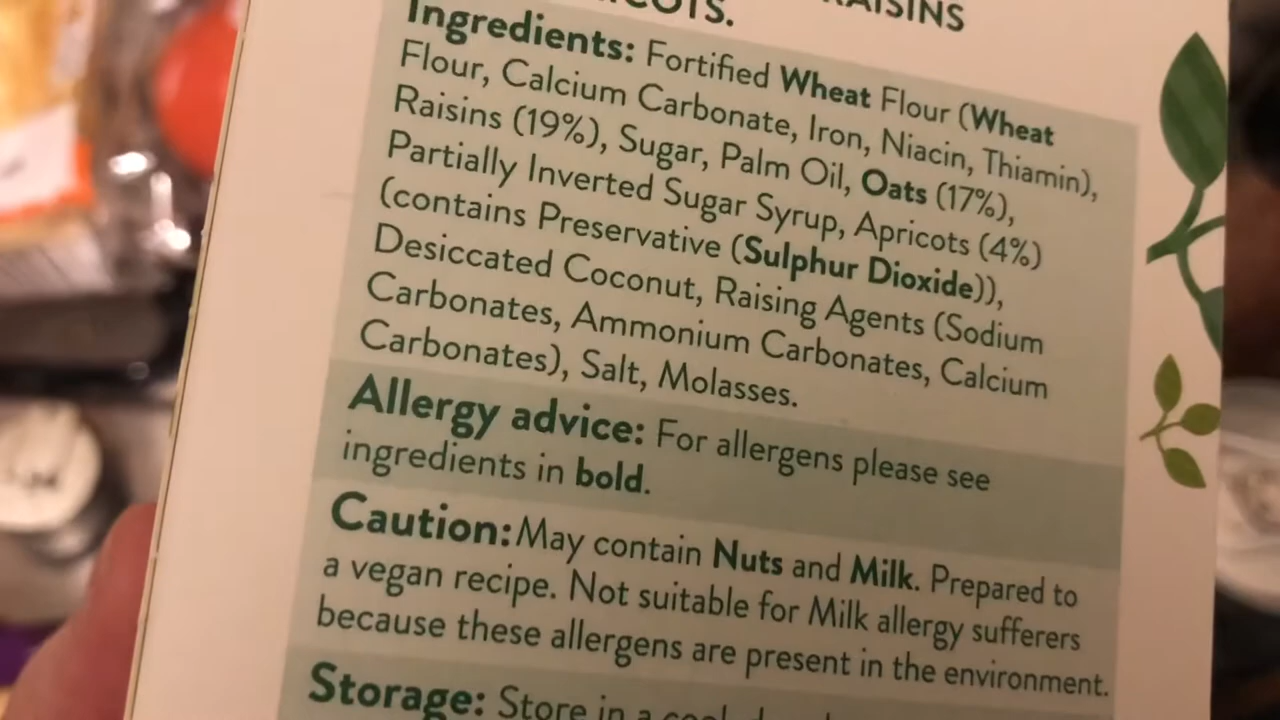 RAISINS
Ingredients: Fortified Wheat Flour (Wheat
Flour, Calcium Carbonate, Iron, Niacin, Thiamin),
Raisins (19%), Sugar, Palm Oil, Oats (17%),
Partially Inverted Sugar Syrup, Apricots (4%)
(contains Preservative (Sulphur Dioxide)),
Desiccated Coconut, Raising Agents (Sodium
Carbonates, Ammonium Carbonates, Calcium
Carbonates), Salt, Molasses.
Allergy advice: For allergens please see
ingredients in bold.
Caution: May contain Nuts and Milk. Prepared to
a vegan recipe. Not suitable for Milk allergy sufferers
because these allergens are present in the environment.
Storage: Store in a cool